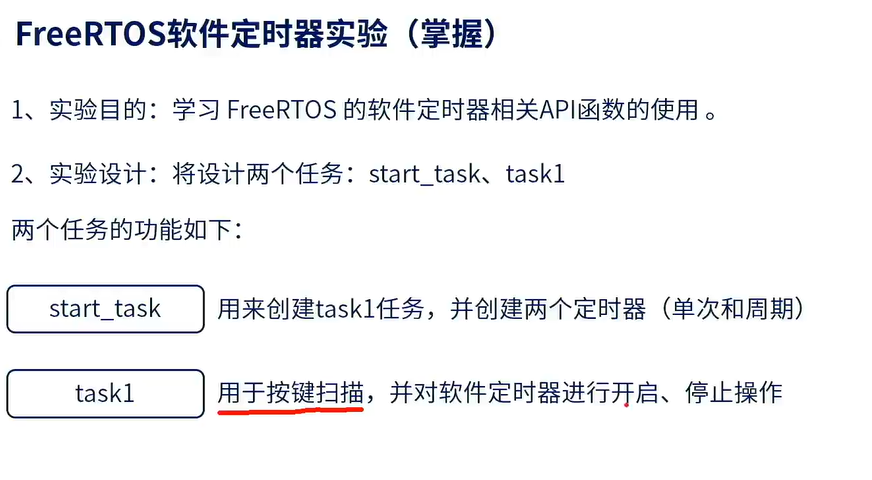 FreeRTOS软件定时器实验（掌握）
1、实验目的：学习 FreeRTOS 的软件定时器相关API函数的使用 。
2、实验设计：将设计两个任务：start_task、task1
两个任务的功能如下：
start_task 用来创建task1任务，并创建两个定时器（单次和周期）
task1 用于按键扫描，并对软件定时器进行开启、停止操作